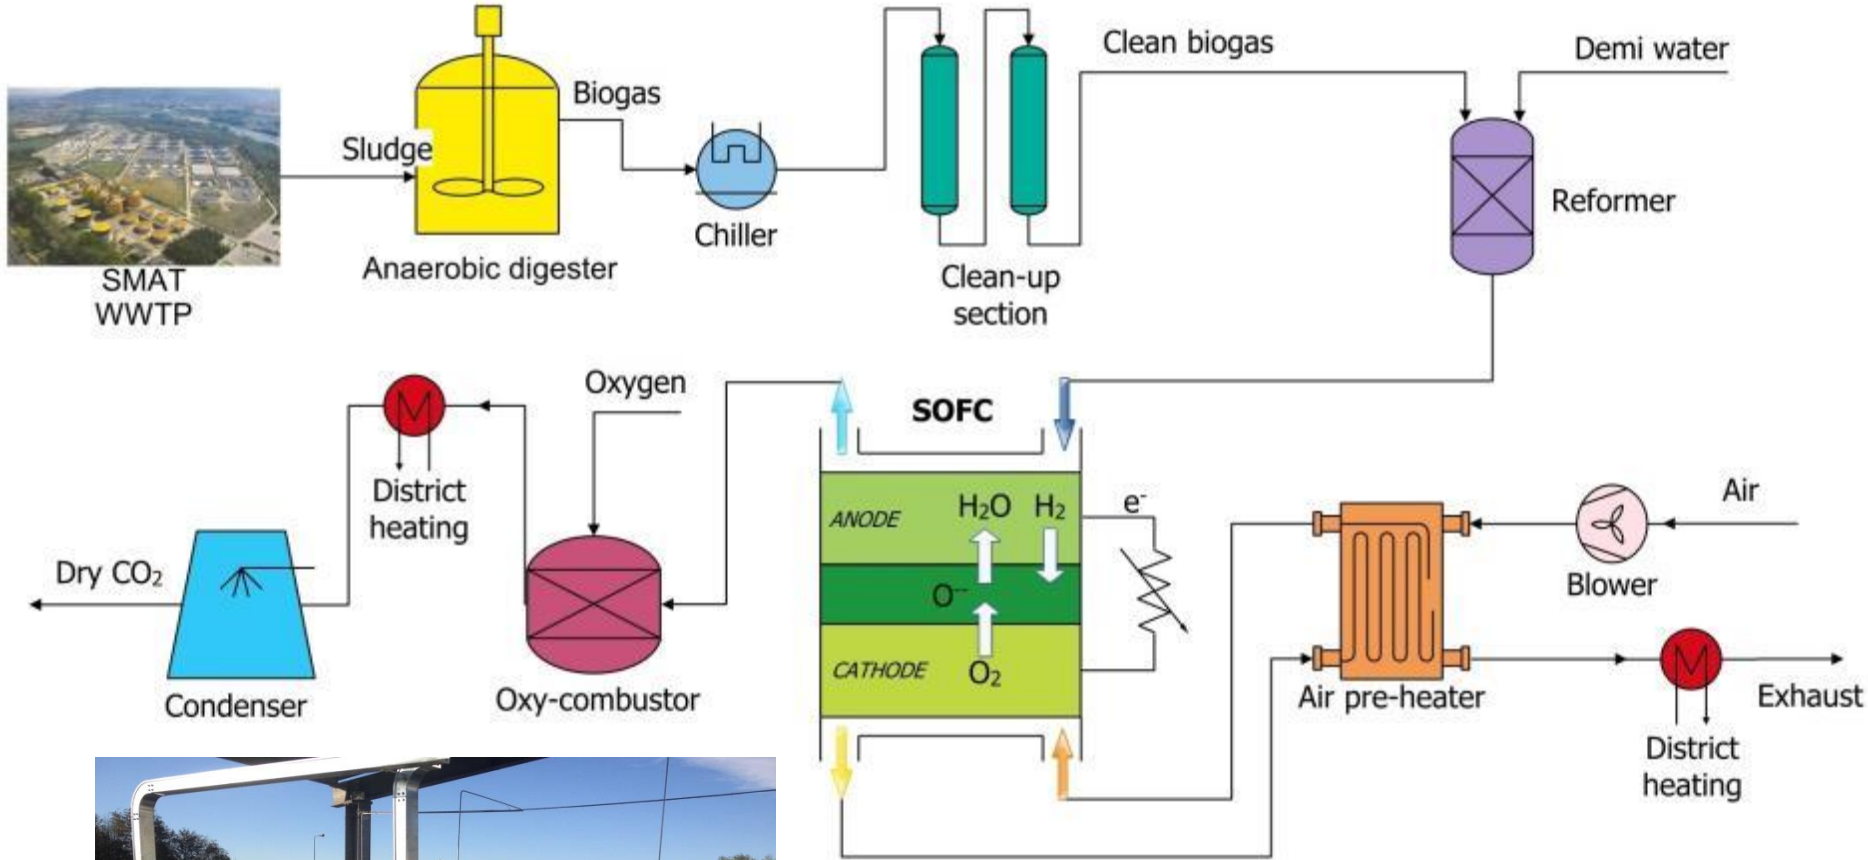 Clean biogas
Demi water
Biogas
Sludge
Chiller
Reformer
Anaerobic digester
SMAT
WWTP
Clean-up
section
Oxygen
SOFC
District
heating
ANODE
H₂O
H₂
e⁻
Air
Dry CO₂
O⁻⁻
Blower
CATHODE
O₂
Condenser
Oxy-combustor
Air pre-heater
Exhaust
District
heating